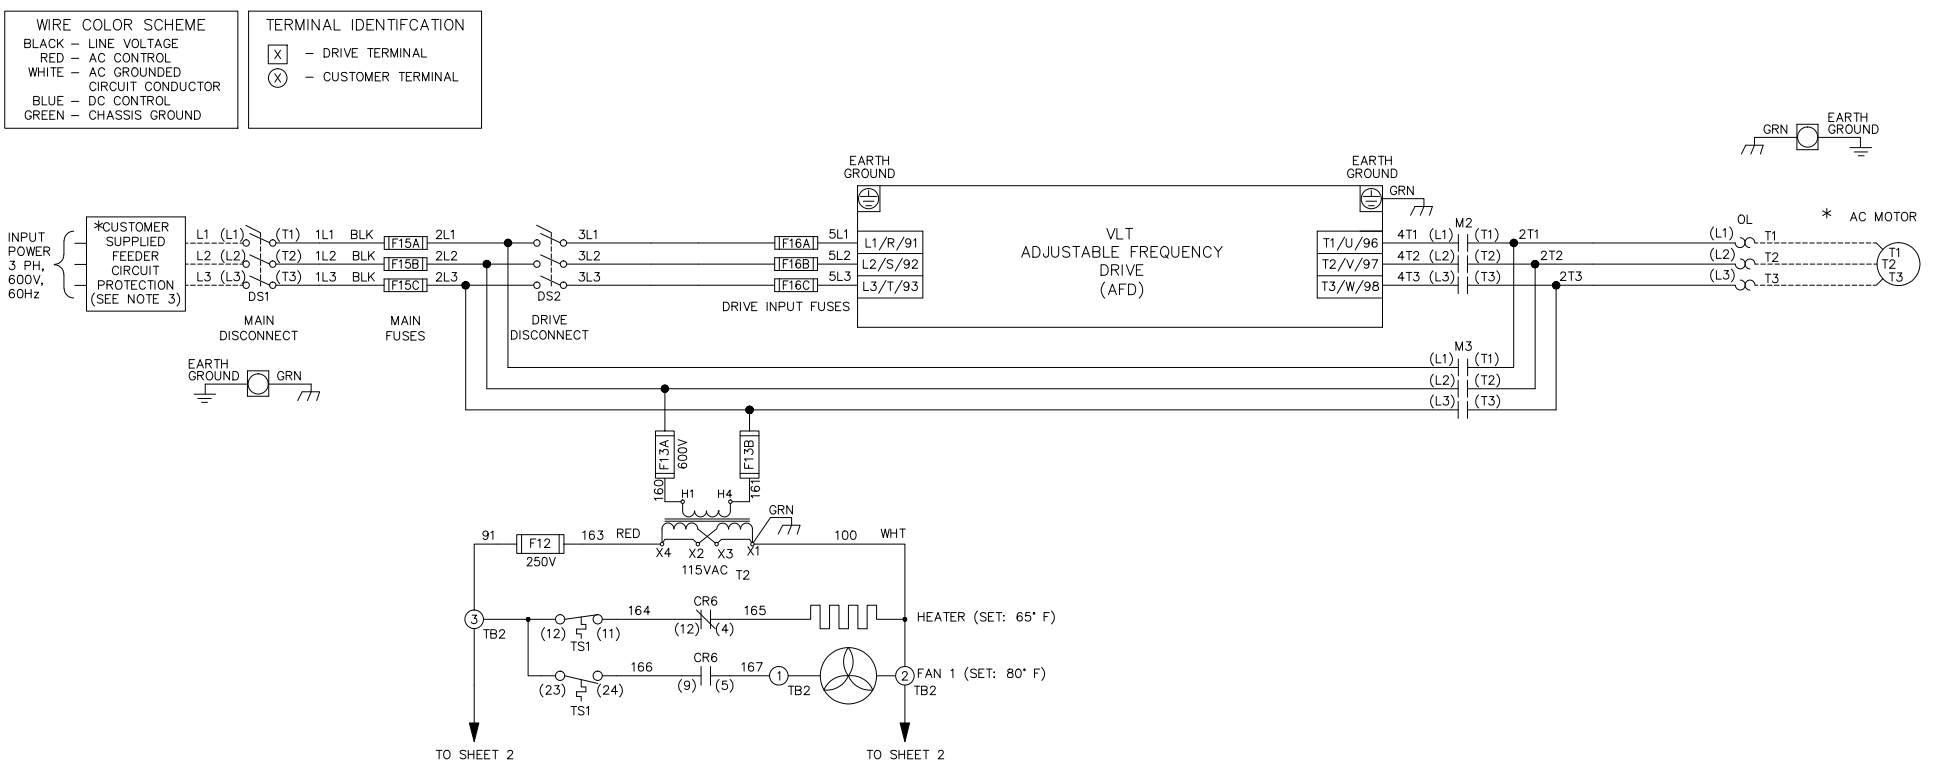 WIRE COLOR SCHEME
BLACK – LINE VOLTAGE
RED – AC CONTROL
WHITE – AC GROUNDED
CIRCUIT CONDUCTOR
BLUE – DC CONTROL
GREEN – CHASSIS GROUND
TERMINAL IDENTIFCATION
X – DRIVE TERMINAL
X – CUSTOMER TERMINAL
GRN
EARTH
GROUND
INPUT
POWER
3 PH,
600V,
60Hz
*CUSTOMER
SUPPLIED
FEEDER
CIRCUIT
PROTECTION
(SEE NOTE 3)
L1 (L1) (T1) 1L1 BLK F15A 2L1 3L1 F16A 5L1
L2 (L2) (T2) 1L2 BLK F15B 2L2 3L2 F16B 5L2
L3 (L3) (T3) 1L3 BLK F15C 2L3 3L3 F16C 5L3
DS1
MAIN
DISCONNECT
MAIN
FUSES
DS2
DRIVE
DISCONNECT
DRIVE INPUT FUSES
EARTH
GROUND
L1/R/91
L2/S/92
L3/T/93
VLT
ADJUSTABLE FREQUENCY
DRIVE
(AFD)
EARTH
GROUND
GRN
T1/U/96
T2/V/97
T3/W/98
M2
4T1 (L1) (T1) 2T1
4T2 (L2) (T2) 2T2
4T3 (L3) (T3) 2T3
OL
(L1) T1
(L2) T2
(L3) T3
* AC MOTOR
T1
T2
T3
EARTH
GROUND
GRN
M3
(L1) (T1)
(L2) (T2)
(L3) (T3)
F13A
600V
F13B
160
161
H1 H4
GRN
91 F12 163 RED
250V
X4 X2 X3 X1
100 WHT
115VAC T2
3
TB2
164 CR6 165
(12) (11) (12) (4)
TS1
HEATER (SET: 65° F)
166 CR6 167
(23) (24) (9) (5)
TS1
1
TB2
2
TB2
FAN 1 (SET: 80° F)
TO SHEET 2
TO SHEET 2